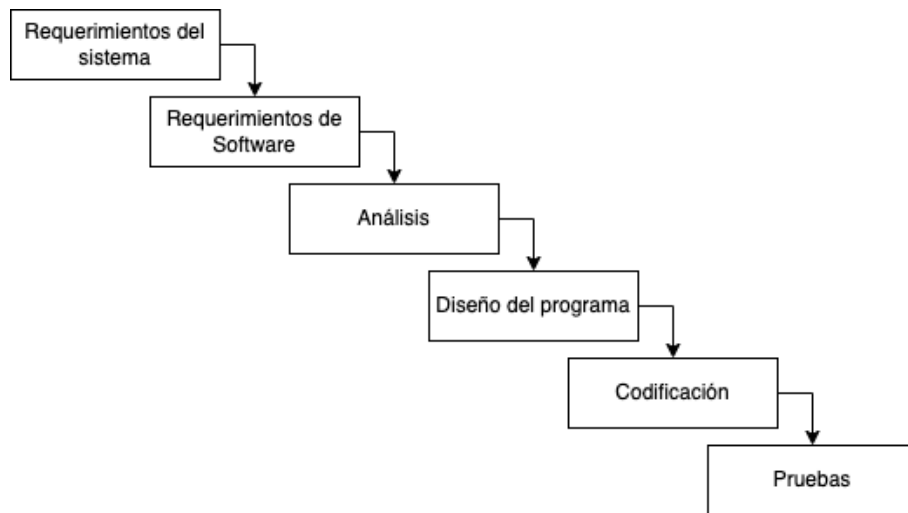 Requerimientos del
sistema
Requerimientos de
Software
Análisis
Diseño del programa
Codificación
Pruebas